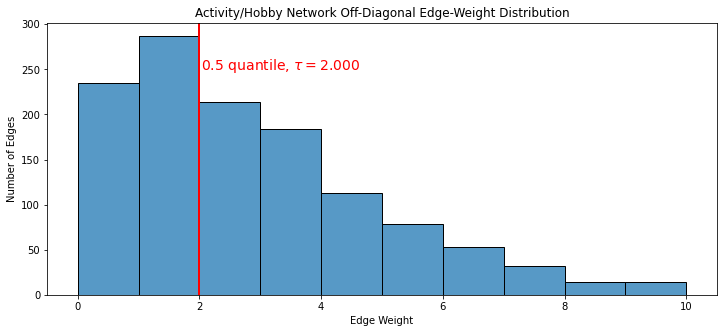 Activity/Hobby Network Off-Diagonal Edge-Weight Distribution
300
250
200
150
100
50
0
Number of Edges
0.5 quantile, τ = 2.000
0 2 4 6 8 10
Edge Weight